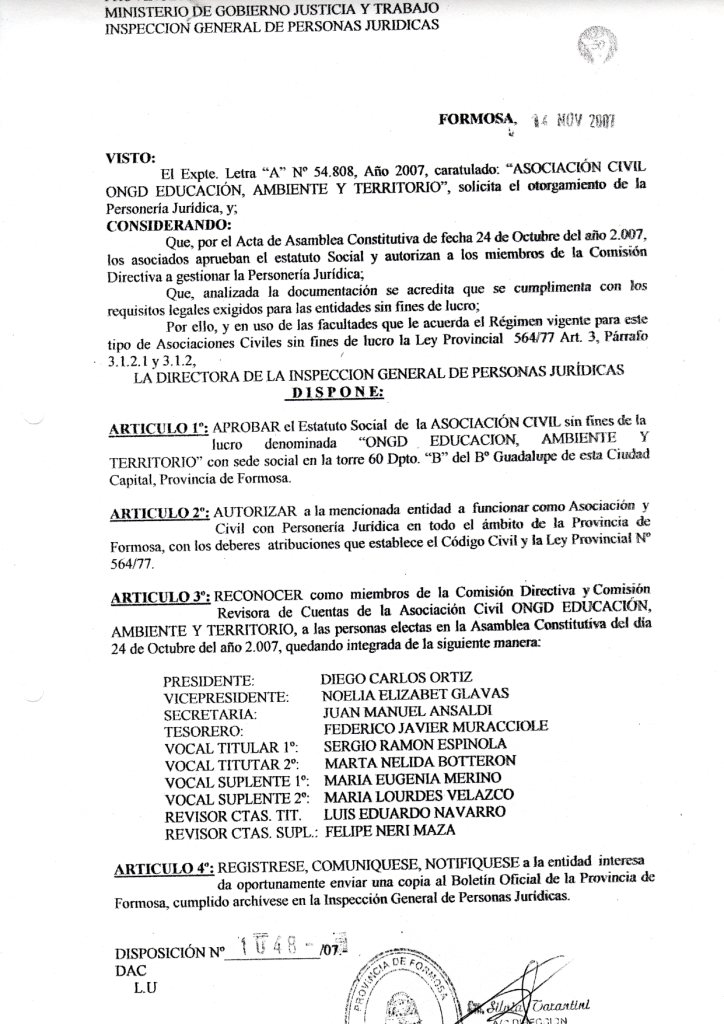 MINISTERIO DE GOBIERNO JUSTICIA Y TRABAJO
INSPECCION GENERAL DE PERSONAS JURIDICAS
FORMOSA, 14 NOV 2007
VISTO:
El Expte. Letra “A” Nº 54.808, Año 2007, caratulado: “ASOCIACIÓN CIVIL
ONGD EDUCACIÓN, AMBIENTE Y TERRITORIO”, solicita el otorgamiento de la
Personería Jurídica, y;
CONSIDERANDO:
Que, por el Acta de Asamblea Constitutiva de fecha 24 de Octubre del año 2.007,
los asociados aprueban el estatuto Social y autorizan a los miembros de la Comisión
Directiva a gestionar la Personería Jurídica;
Que, analizada la documentación se acredita que se cumplimenta con los
requisitos legales exigidos para las entidades sin fines de lucro;
Por ello, y en uso de las facultades que le acuerda el Régimen vigente para este
tipo de Asociaciones Civiles sin fines de lucro la Ley Provincial 564/77 Art. 3, Párrafo
3.1.2.1 y 3.1.2,
LA DIRECTORA DE LA INSPECCION GENERAL DE PERSONAS JURÍDICAS
D I S P O N E:
ARTICULO 1º: APROBAR el Estatuto Social de la ASOCIACIÓN CIVIL sin fines de la
lucro denominada “ONGD EDUCACION, AMBIENTE Y
TERRITORIO” con sede social en la torre 60 Dpto. “B” del Bº Guadalupe de esta Ciudad
Capital, Provincia de Formosa.
ARTICULO 2º: AUTORIZAR a la mencionada entidad a funcionar como Asociación y
Civil con Personería Jurídica en todo el ámbito de la Provincia de
Formosa, con los deberes atribuciones que establece el Código Civil y la Ley Provincial Nº
564/77.
ARTICULO 3º: RECONOCER como miembros de la Comisión Directiva y Comisión
Revisora de Cuentas de la Asociación Civil ONGD EDUCACIÓN,
AMBIENTE Y TERRITORIO, a las personas electas en la Asamblea Constitutiva del día
24 de Octubre del año 2.007, quedando integrada de la siguiente manera:
PRESIDENTE: DIEGO CARLOS ORTIZ
VICEPRESIDENTE: NOELIA ELIZABET GLAVAS
SECRETARIA: JUAN MANUEL ANSALDI
TESORERO: FEDERICO JAVIER MURACCIOLE
VOCAL TITULAR 1º: SERGIO RAMON ESPINOLA
VOCAL TITUTAR 2º: MARTA NELIDA BOTTERON
VOCAL SUPLENTE 1º: MARIA EUGENIA MERINO
VOCAL SUPLENTE 2º: MARIA LOURDES VELAZCO
REVISOR CTAS. TIT. LUIS EDUARDO NAVARRO
REVISOR CTAS. SUPL.: FELIPE NERI MAZA
ARTICULO 4º: REGISTRESE, COMUNIQUESE, NOTIFIQUESE a la entidad interesa
da oportunamente enviar una copia al Boletín Oficial de la Provincia de
Formosa, cumplido archívese en la Inspección General de Personas Jurídicas.
DISPOSICIÓN Nº 1048- /07.
DAC
L.U
PROVINCIA DE FORMOSA
Silvia Tarantini